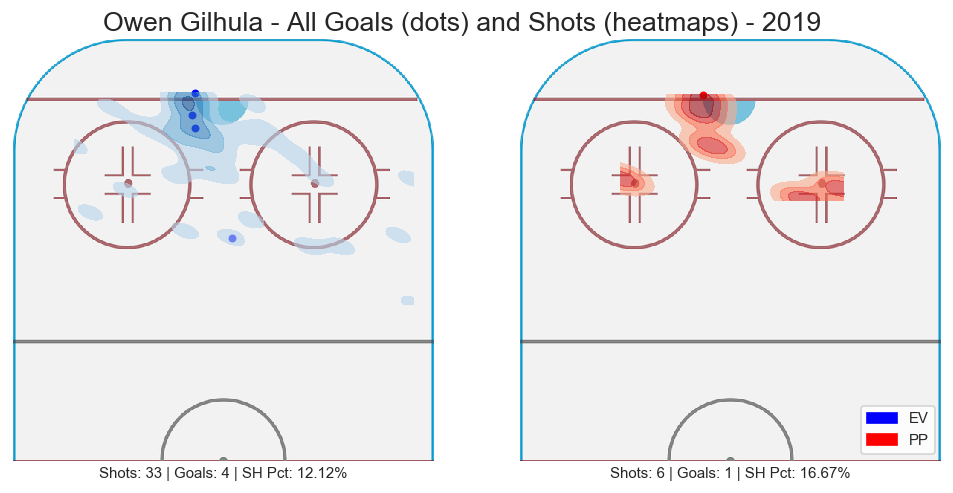 Owen Gilhula - All Goals (dots) and Shots (heatmaps) - 2019
EV
PP
Shots: 33 | Goals: 4 | SH Pct: 12.12%
Shots: 6 | Goals: 1 | SH Pct: 16.67%